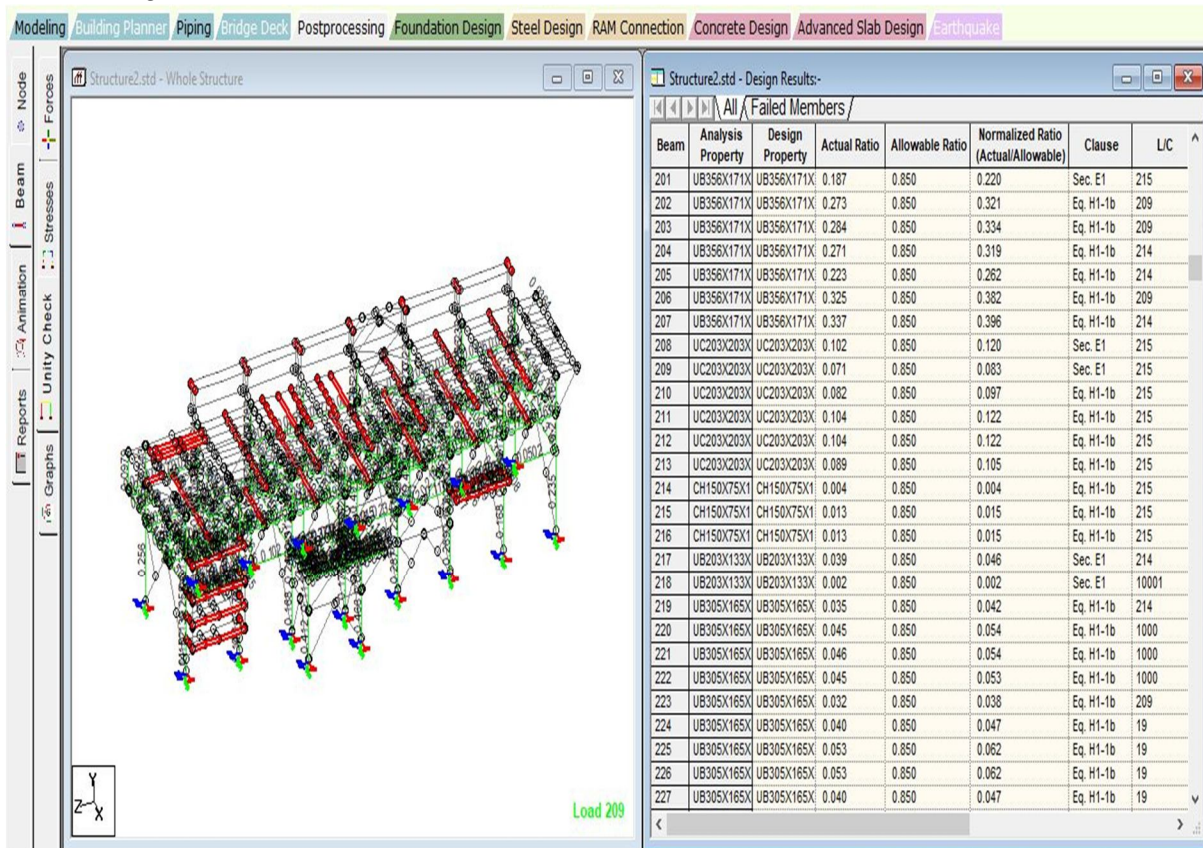 Modeling Building Planner Piping Bridge Deck Postprocessing Foundation Design Steel Design RAM Connection Concrete Design Advanced Slab Design Earthquake
Node
Beam
Animation
Reports
Forces
Stresses
Unity Check
Graphs
Structure2.std - Whole Structure
Y
Z X
Load 209
Structure2.std - Design Results:-
All Failed Members
Beam Analysis Property Design Property Actual Ratio Allowable Ratio Normalized Ratio (Actual/Allowable) Clause L/C
201 UB356X171X UB356X171X 0.187 0.850 0.220 Sec. E1 215
202 UB356X171X UB356X171X 0.273 0.850 0.321 Eq. H1-1b 209
203 UB356X171X UB356X171X 0.284 0.850 0.334 Eq. H1-1b 209
204 UB356X171X UB356X171X 0.271 0.850 0.319 Eq. H1-1b 214
205 UB356X171X UB356X171X 0.223 0.850 0.262 Eq. H1-1b 214
206 UB356X171X UB356X171X 0.325 0.850 0.382 Eq. H1-1b 209
207 UB356X171X UB356X171X 0.337 0.850 0.396 Eq. H1-1b 214
208 UC203X203X UC203X203X 0.102 0.850 0.120 Sec. E1 215
209 UC203X203X UC203X203X 0.071 0.850 0.083 Sec. E1 215
210 UC203X203X UC203X203X 0.082 0.850 0.097 Eq. H1-1b 215
211 UC203X203X UC203X203X 0.104 0.850 0.122 Eq. H1-1b 215
212 UC203X203X UC203X203X 0.104 0.850 0.122 Eq. H1-1b 215
213 UC203X203X UC203X203X 0.089 0.850 0.105 Eq. H1-1b 215
214 CH150X75X1 CH150X75X1 0.004 0.850 0.004 Eq. H1-1b 215
215 CH150X75X1 CH150X75X1 0.013 0.850 0.015 Eq. H1-1b 215
216 CH150X75X1 CH150X75X1 0.013 0.850 0.015 Eq. H1-1b 215
217 UB203X133X UB203X133X 0.039 0.850 0.046 Sec. E1 214
218 UB203X133X UB203X133X 0.002 0.850 0.002 Sec. E1 10001
219 UB305X165X UB305X165X 0.035 0.850 0.042 Eq. H1-1b 214
220 UB305X165X UB305X165X 0.045 0.850 0.054 Eq. H1-1b 1000
221 UB305X165X UB305X165X 0.046 0.850 0.054 Eq. H1-1b 1000
222 UB305X165X UB305X165X 0.045 0.850 0.053 Eq. H1-1b 1000
223 UB305X165X UB305X165X 0.032 0.850 0.038 Eq. H1-1b 209
224 UB305X165X UB305X165X 0.040 0.850 0.047 Eq. H1-1b 19
225 UB305X165X UB305X165X 0.053 0.850 0.062 Eq. H1-1b 19
226 UB305X165X UB305X165X 0.053 0.850 0.062 Eq. H1-1b 19
227 UB305X165X UB305X165X 0.040 0.850 0.047 Eq. H1-1b 19